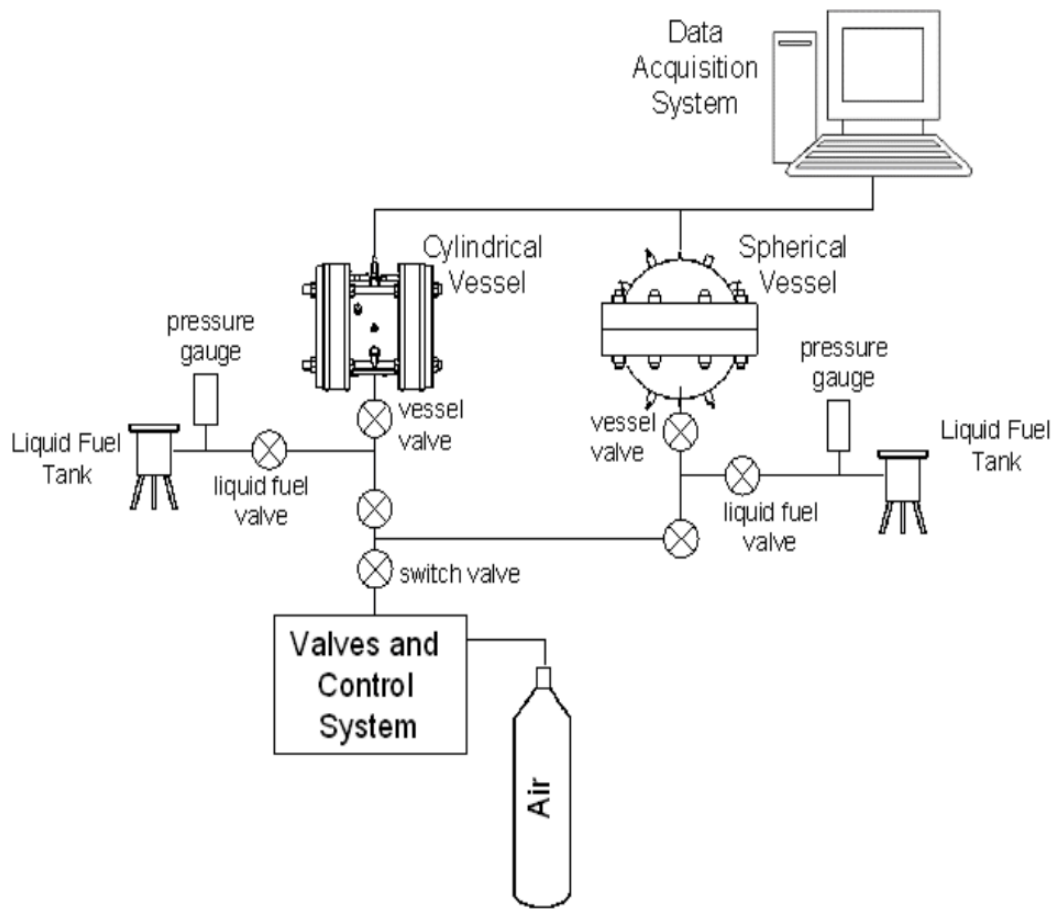 Data
Acquisition
System
Cylindrical
Vessel
Spherical
Vessel
pressure
gauge
pressure
gauge
vessel
valve
vessel
valve
Liquid Fuel
Tank
Liquid Fuel
Tank
liquid fuel
valve
liquid fuel
valve
switch valve
Valves and
Control
System
Air